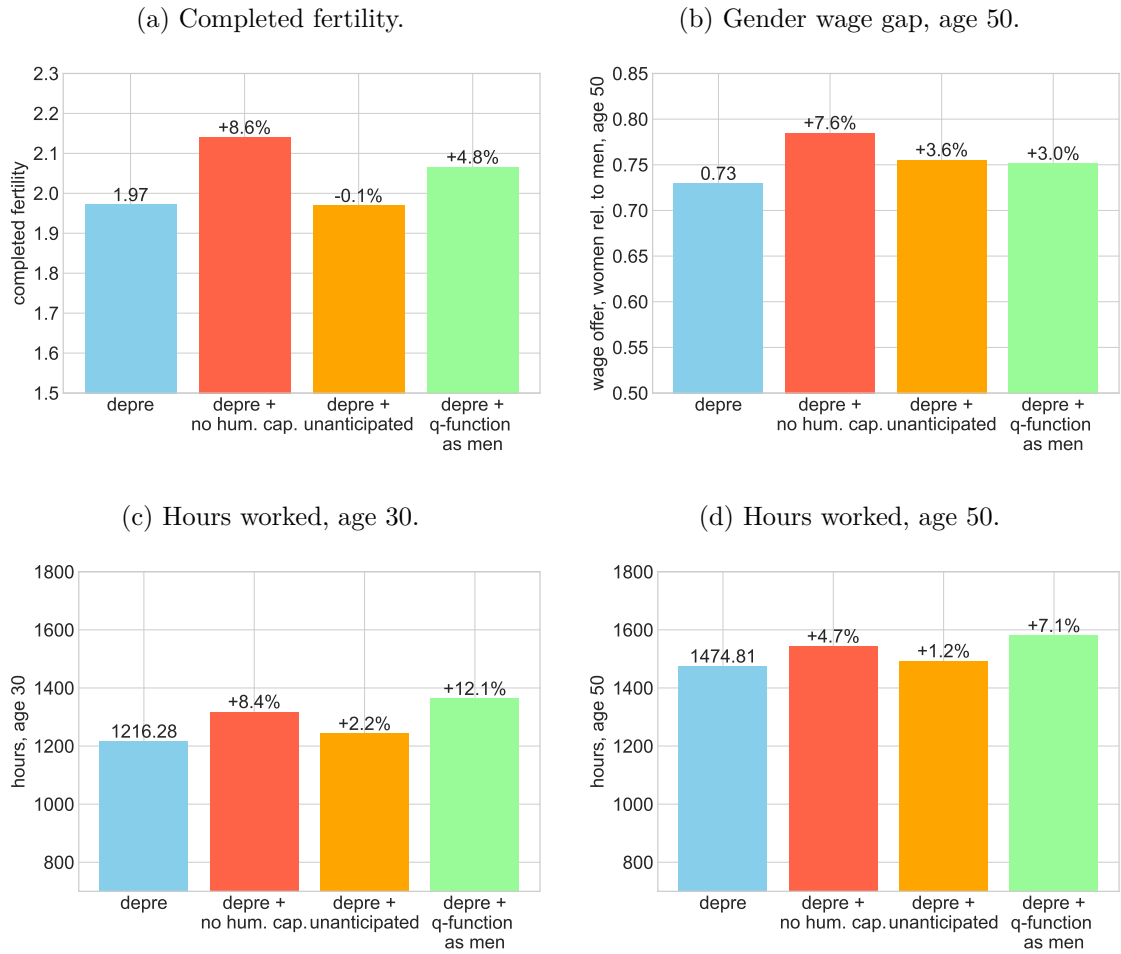 (a) Completed fertility.
completed fertility
2.3
2.2
2.1
2.0
1.9
1.8
1.7
1.6
1.5
1.97
+8.6%
-0.1%
+4.8%
depre
depre +
no hum. cap.
depre +
unanticipated
depre +
q-function
as men
(b) Gender wage gap, age 50.
wage offer, women rel. to men, age 50
0.85
0.80
0.75
0.70
0.65
0.60
0.55
0.50
0.73
+7.6%
+3.6%
+3.0%
depre
depre +
no hum. cap.
depre +
unanticipated
depre +
q-function
as men
(c) Hours worked, age 30.
hours, age 30
1800
1600
1400
1200
1000
800
1216.28
+8.4%
+2.2%
+12.1%
depre
depre +
no hum. cap.
depre +
unanticipated
depre +
q-function
as men
(d) Hours worked, age 50.
hours, age 50
1800
1600
1400
1200
1000
800
1474.81
+4.7%
+1.2%
+7.1%
depre
depre +
no hum. cap.
depre +
unanticipated
depre +
q-function
as men